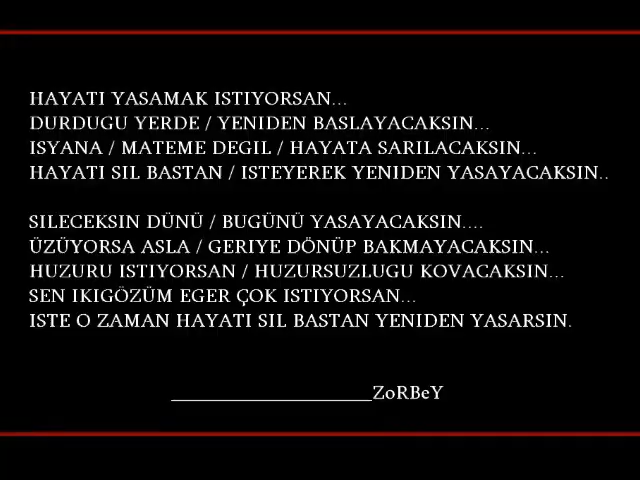 HAYATI YASAMAK ISTIYORSAN...
DURDUGU YERDE / YENIDEN BASLAYACAKSIN...
ISYANA / MATEME DEGIL / HAYATA SARILACAKSIN...
HAYATI SIL BASTAN / ISTEYEREK YENIDEN YASAYACAKSIN..
SILECEKSIN DÜNÜ / BUGÜNÜ YASAYACAKSIN....
ÜZÜYORSA ASLA / GERIYE DÖNÜP BAKMAYACAKSIN...
HUZURU ISTIYORSAN / HUZURSUZLUGU KOVACAKSIN...
SEN IKIGÖZÜM EGER ÇOK ISTIYORSAN...
ISTE O ZAMAN HAYATI SIL BASTAN YENIDEN YASARSIN.
____________________ZoRBeY